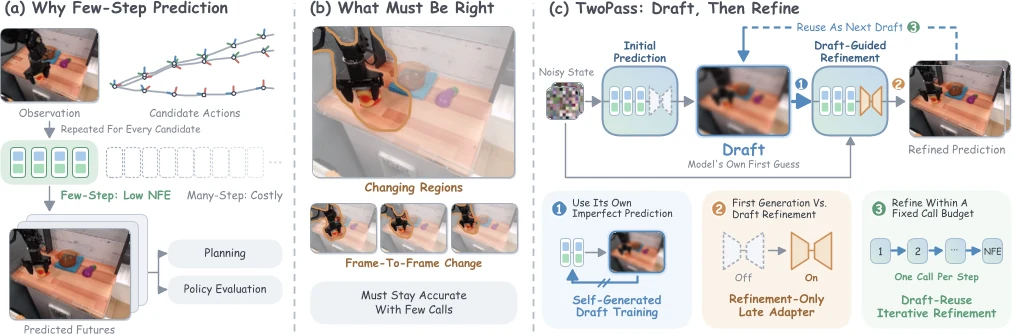 (a) Why Few-Step Prediction
Observation
Candidate Actions
Repeated For Every Candidate
...
Few-Step: Low NFE
Many-Step: Costly
Planning
Policy Evaluation
Predicted Futures
(b) What Must Be Right
Changing Regions
Frame-To-Frame Change
Must Stay Accurate
With Few Calls
(c) TwoPass: Draft, Then Refine
Reuse As Next Draft 3
Initial
Prediction
Draft-Guided
Refinement
Noisy State
1
2
Draft
Model's Own First Guess
Refined Prediction
1 Use Its Own
Imperfect Prediction
Self-Generated
Draft Training
2 First Generation Vs.
Draft Refinement
Off
On
Refinement-Only
Late Adapter
3 Refine Within A
Fixed Call Budget
1 2 ... NFE
One Call Per Step
Draft-Reuse
Iterative Refinement